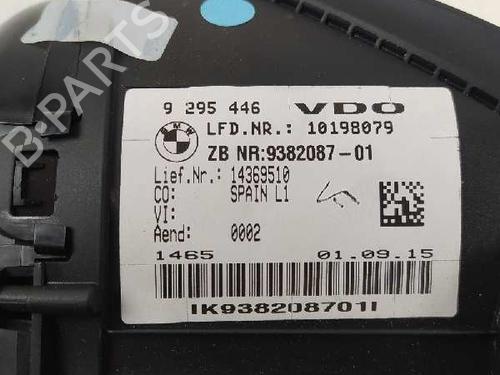 9 295 446 VDO
BMW
LFD.NR.: 10198079
ZB NR:9382087-01
Lief.Nr.: 14369510
CO: SPAIN L1
VI:
Aend: 0002
1465 01.09.15
IK938208701I
B-PARTS